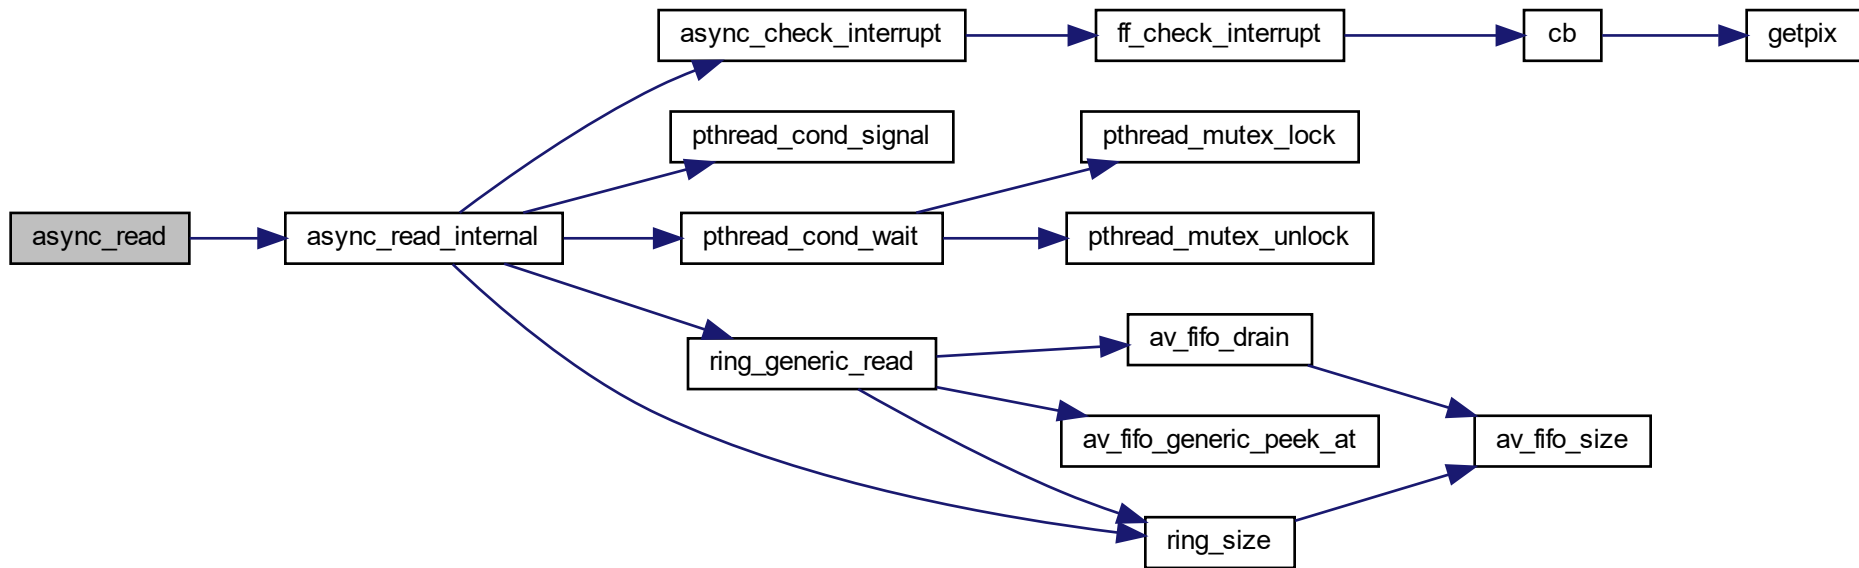 async_check_interrupt
ff_check_interrupt
cb
getpix
pthread_cond_signal
pthread_mutex_lock
async_read
async_read_internal
pthread_cond_wait
pthread_mutex_unlock
av_fifo_drain
ring_generic_read
av_fifo_generic_peek_at
av_fifo_size
ring_size